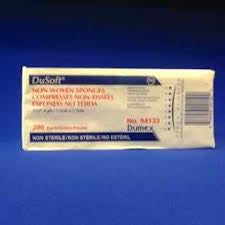 DuSoft®
NON WOVEN SPONGES
COMPRESSES NON-TISSÉES
ESPONJAS NO TEJIDA
200
No. 94133
Dumex
NON STERILE/NON STÉRILE/NO ESTÉRIL